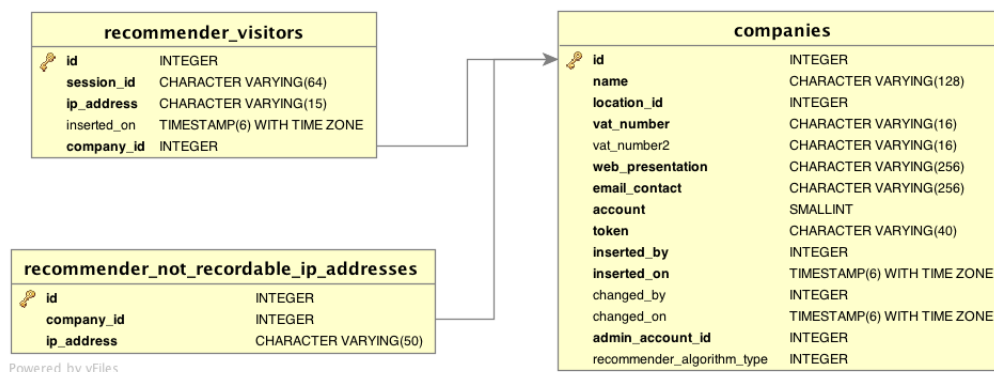 recommender_visitors
id INTEGER
session_id CHARACTER VARYING(64)
ip_address CHARACTER VARYING(15)
inserted_on TIMESTAMP(6) WITH TIME ZONE
company_id INTEGER
recommender_not_recordable_ip_addresses
id INTEGER
company_id INTEGER
ip_address CHARACTER VARYING(50)
companies
id INTEGER
name CHARACTER VARYING(128)
location_id INTEGER
vat_number CHARACTER VARYING(16)
vat_number2 CHARACTER VARYING(16)
web_presentation CHARACTER VARYING(256)
email_contact CHARACTER VARYING(256)
account SMALLINT
token CHARACTER VARYING(40)
inserted_by INTEGER
inserted_on TIMESTAMP(6) WITH TIME ZONE
changed_by INTEGER
changed_on TIMESTAMP(6) WITH TIME ZONE
admin_account_id INTEGER
recommender_algorithm_type INTEGER
Powered by yFiles